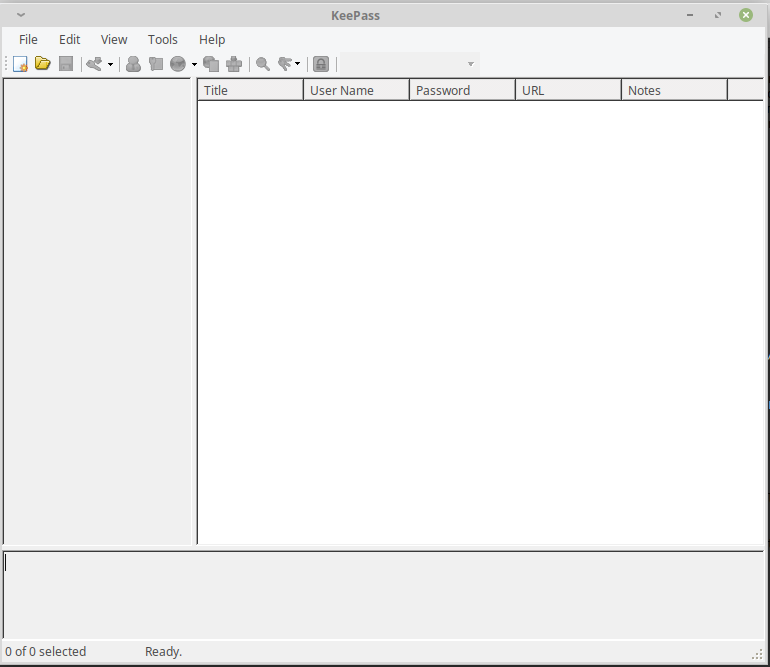 KeePass
File Edit View Tools Help
Title User Name Password URL Notes
0 of 0 selected Ready.